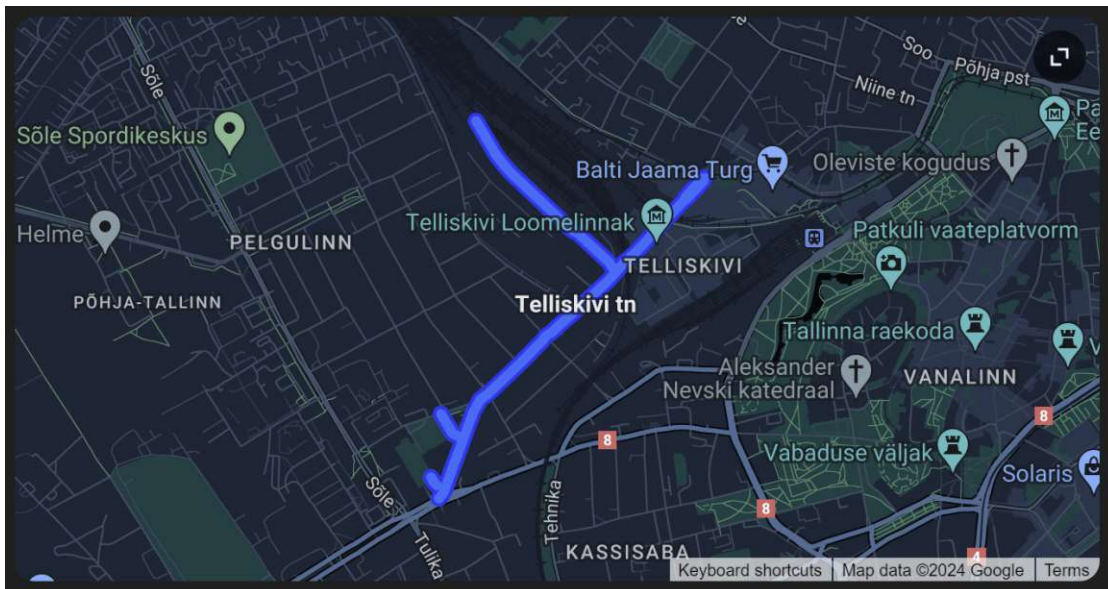 Soo
Põhja pst
Sõle
Niine tn
Sõle Spordikeskus
Balti Jaama Turg
Oleviste kogudus
Telliskivi Loomelinnak
Helme
PELGULINN
TELLISKIVI
Patkuli vaateplatvorm
PÕHJA-TALLINN
Telliskivi tn
Tallinna raekoda
Aleksander
Nevski katedraal
VANALINN
8
8
Vabaduse väljak
Solaris
Sõle
Tehnika
8
Tulika
KASSISABA
4
Keyboard shortcuts
Map data ©2024 Google
Terms